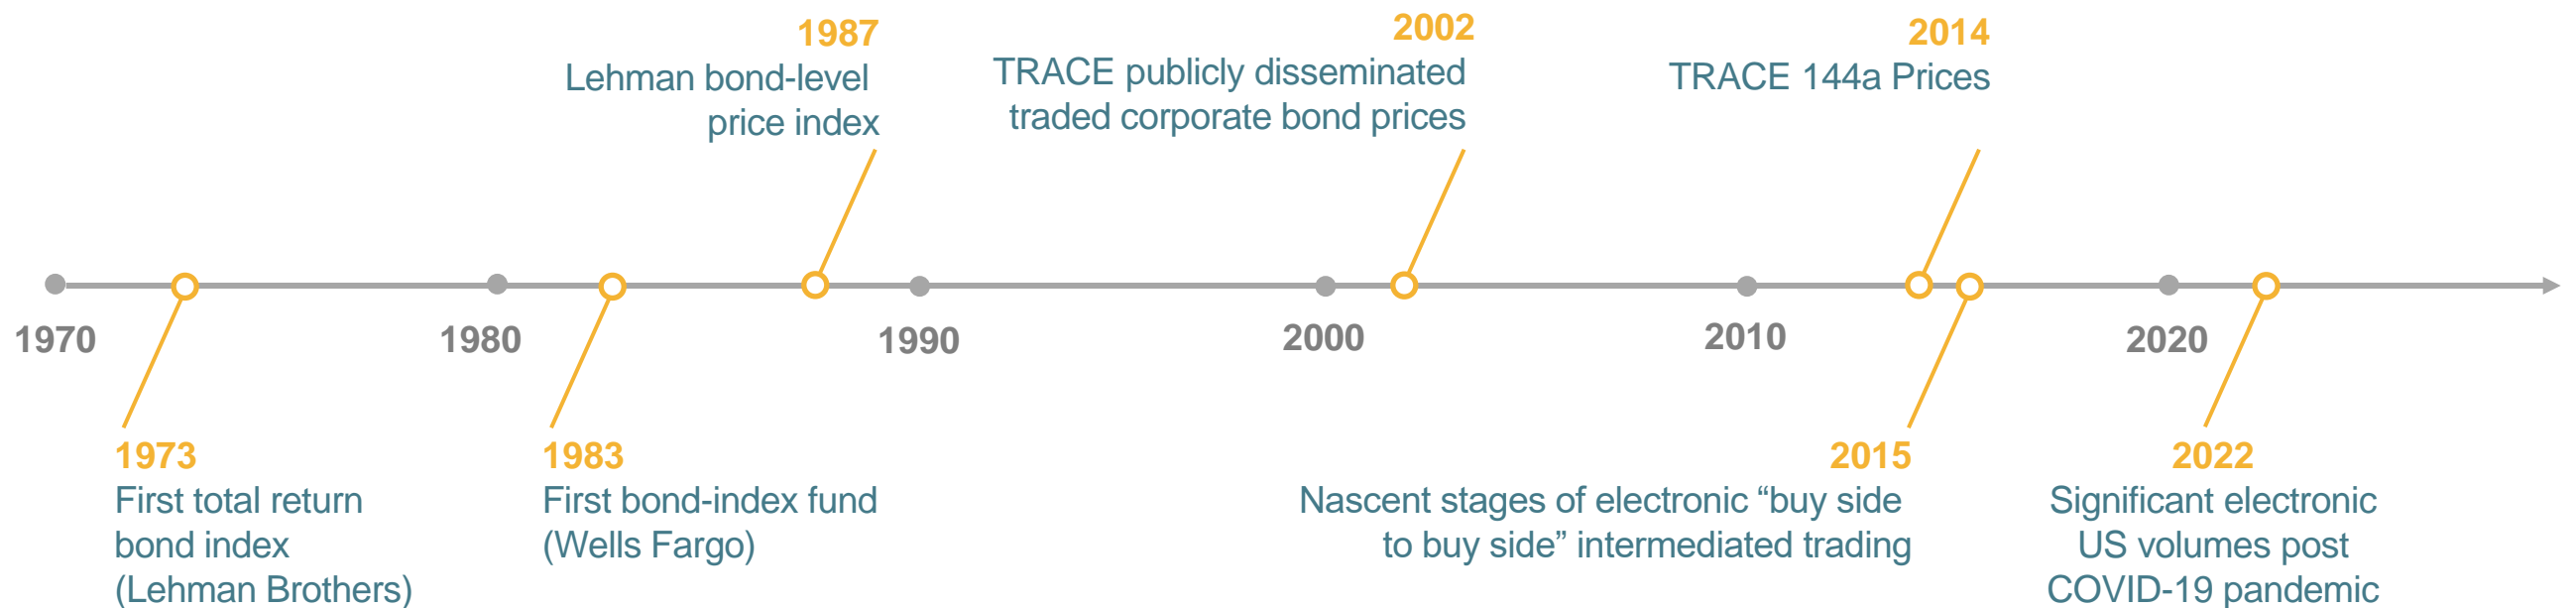 1987
Lehman bond-level
price index
2002
TRACE publicly disseminated
traded corporate bond prices
2014
TRACE 144a Prices
1970
1980
1990
2000
2010
2020
1973
First total return
bond index
(Lehman Brothers)
1983
First bond-index fund
(Wells Fargo)
2015
Nascent stages of electronic “buy side
to buy side” intermediated trading
2022
Significant electronic
US volumes post
COVID-19 pandemic